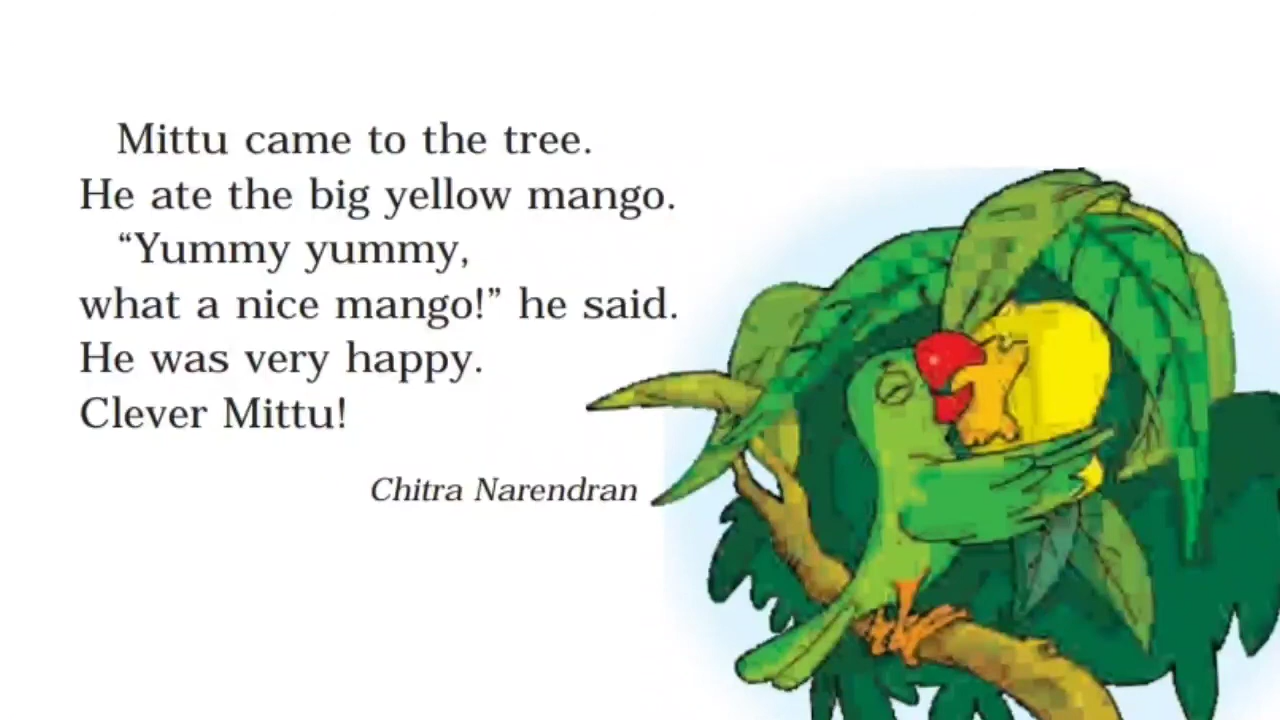 Mittu came to the tree.
He ate the big yellow mango.
“Yummy yummy,
what a nice mango!” he said.
He was very happy.
Clever Mittu!
Chitra Narendran